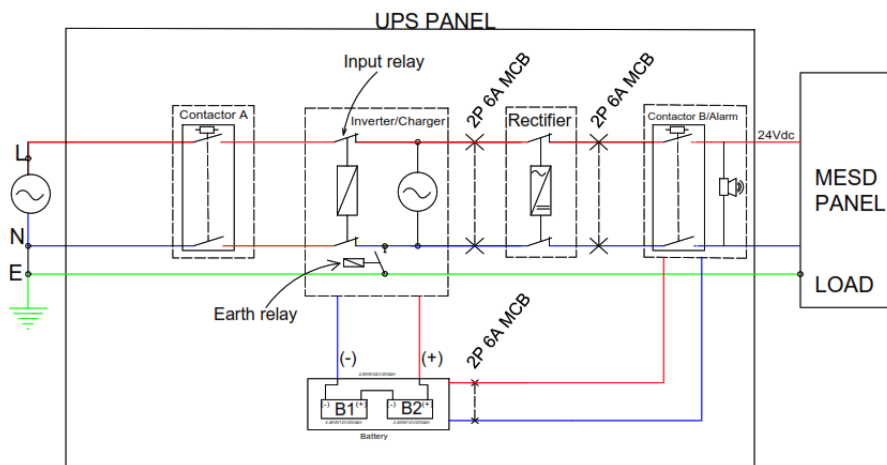 UPS PANEL
Input relay
2P 6A MCB
2P 6A MCB
Contactor A
Inverter/Charger
Rectifier
Contactor B/Alarm
24Vdc
L
N
E
MESD
PANEL
LOAD
Earth relay
(-)
(+)
2P 6A MCB
(-) B1 (+)
(-) B2 (+)
Battery